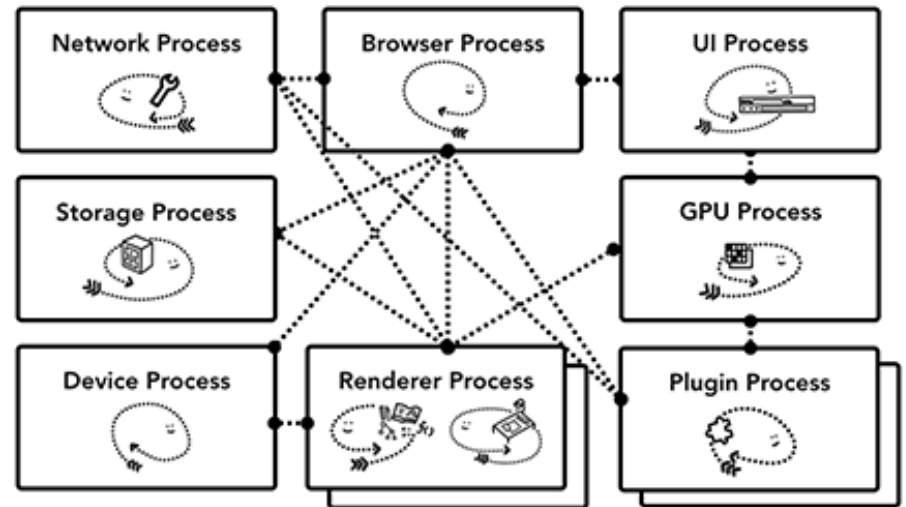 Network Process
Browser Process
UI Process
Storage Process
GPU Process
Device Process
Renderer Process
Plugin Process